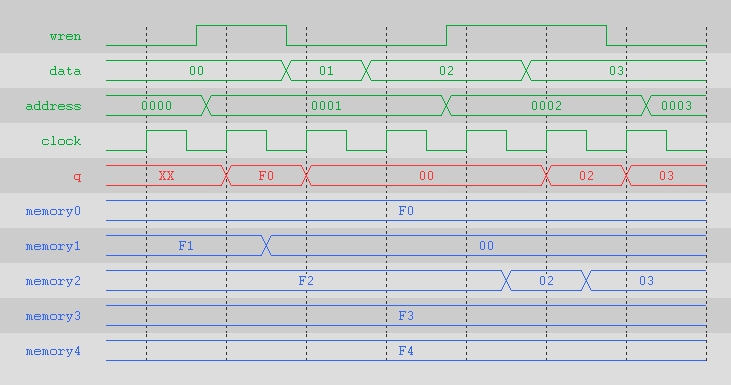 wren
data 00 01 02 03
address 0000 0001 0002 0003
clock
q XX F0 00 02 03
memory0 F0
memory1 F1 00
memory2 F2 02 03
memory3 F3
memory4 F4